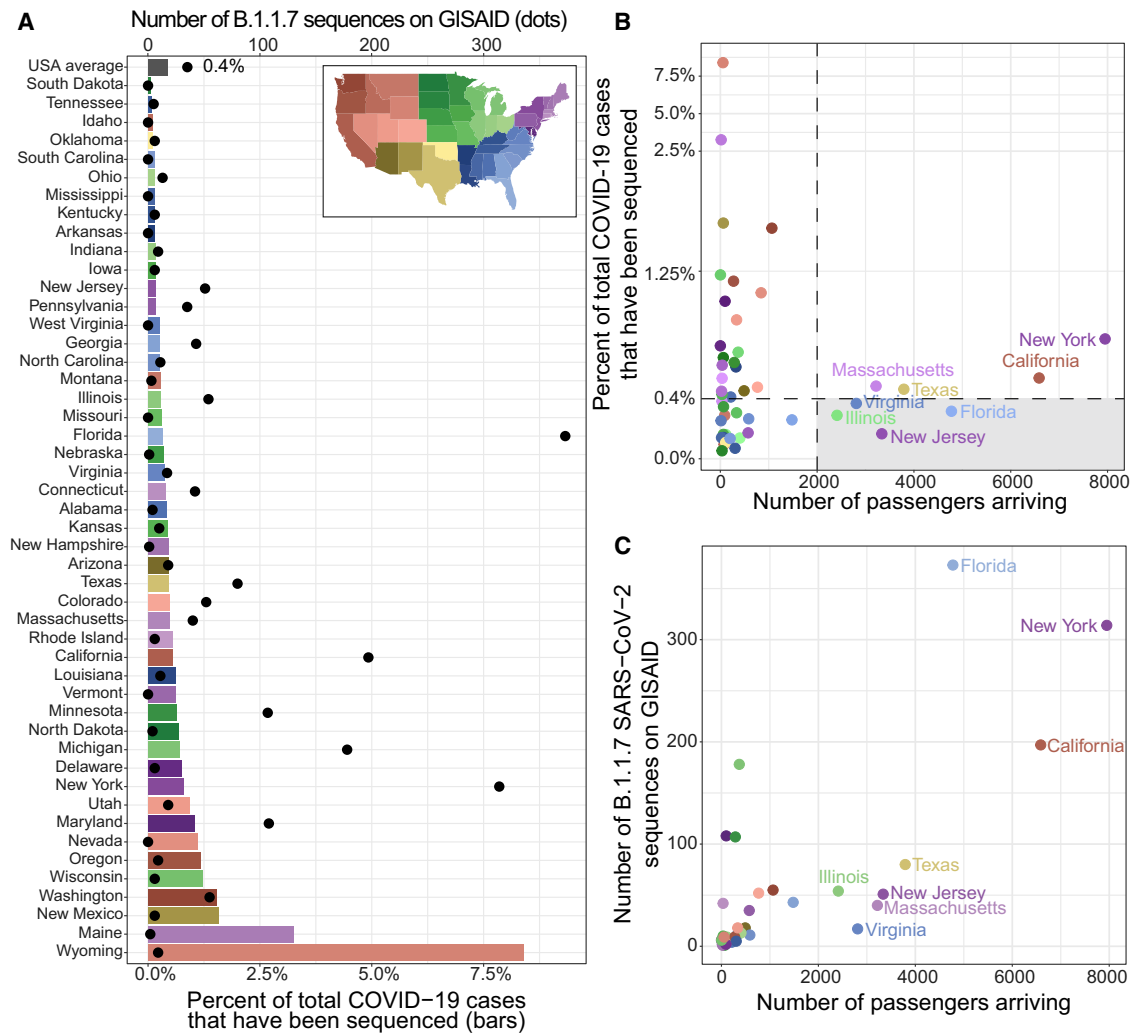 A
Number of B.1.1.7 sequences on GISAID (dots)
0 100 200 300
USA average 0.4%
South Dakota
Tennessee
Idaho
Oklahoma
South Carolina
Ohio
Mississippi
Kentucky
Arkansas
Indiana
Iowa
New Jersey
Pennsylvania
West Virginia
Georgia
North Carolina
Montana
Illinois
Missouri
Florida
Nebraska
Virginia
Connecticut
Alabama
Kansas
New Hampshire
Arizona
Texas
Colorado
Massachusetts
Rhode Island
California
Louisiana
Vermont
Minnesota
North Dakota
Michigan
Delaware
New York
Utah
Maryland
Nevada
Oregon
Wisconsin
Washington
New Mexico
Maine
Wyoming
0.0% 2.5% 5.0% 7.5%
Percent of total COVID−19 cases
that have been sequenced (bars)
B
Percent of total COVID-19 cases
that have been sequenced
7.5%
5.0%
2.5%
1.25%
0.4%
0.0%
New York
California
Massachusetts
Texas
Virginia
Florida
Illinois
New Jersey
0 2000 4000 6000 8000
Number of passengers arriving
C
Number of B.1.1.7 SARS−CoV−2
sequences on GISAID
300
200
100
0
Florida
New York
California
Texas
Illinois
New Jersey
Massachusetts
Virginia
0 2000 4000 6000 8000
Number of passengers arriving